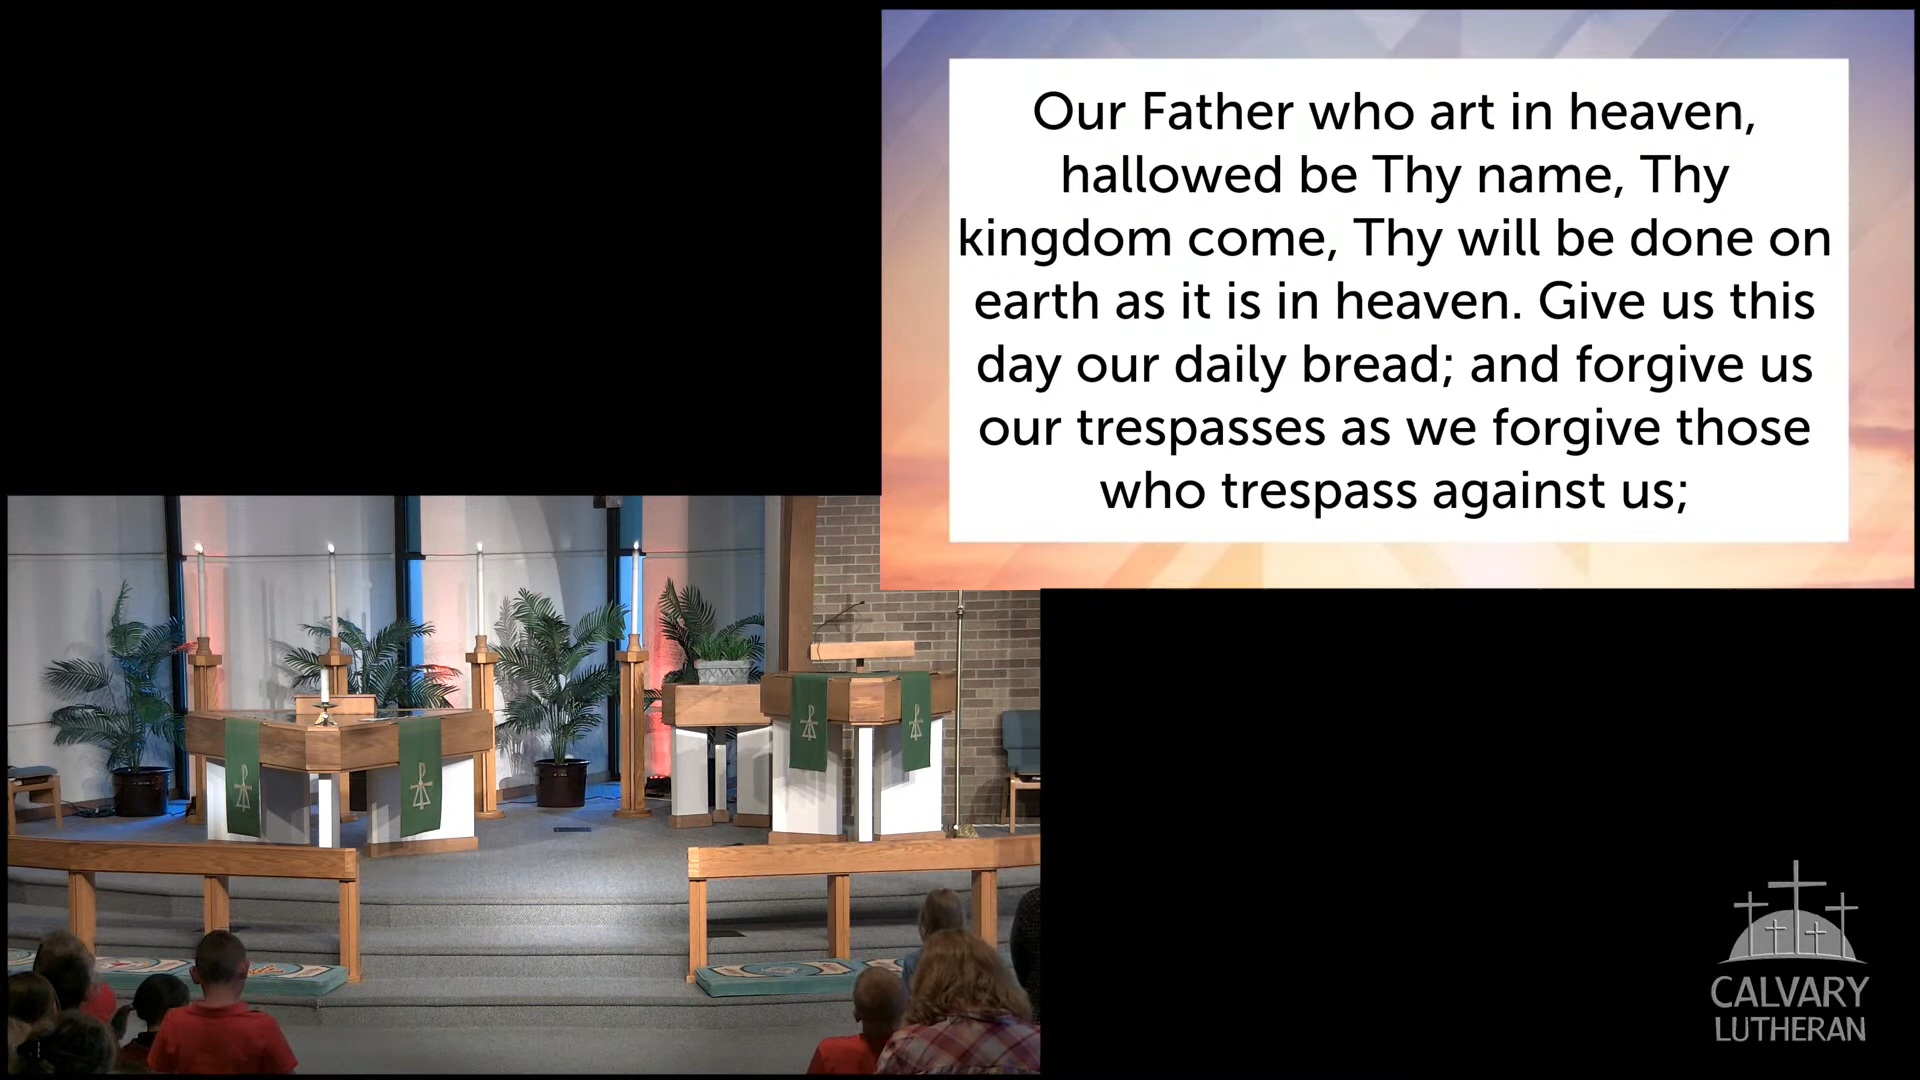 Our Father who art in heaven,
hallowed be Thy name, Thy
kingdom come, Thy will be done on
earth as it is in heaven. Give us this
day our daily bread; and forgive us
our trespasses as we forgive those
who trespass against us;
CALVARY
LUTHERAN